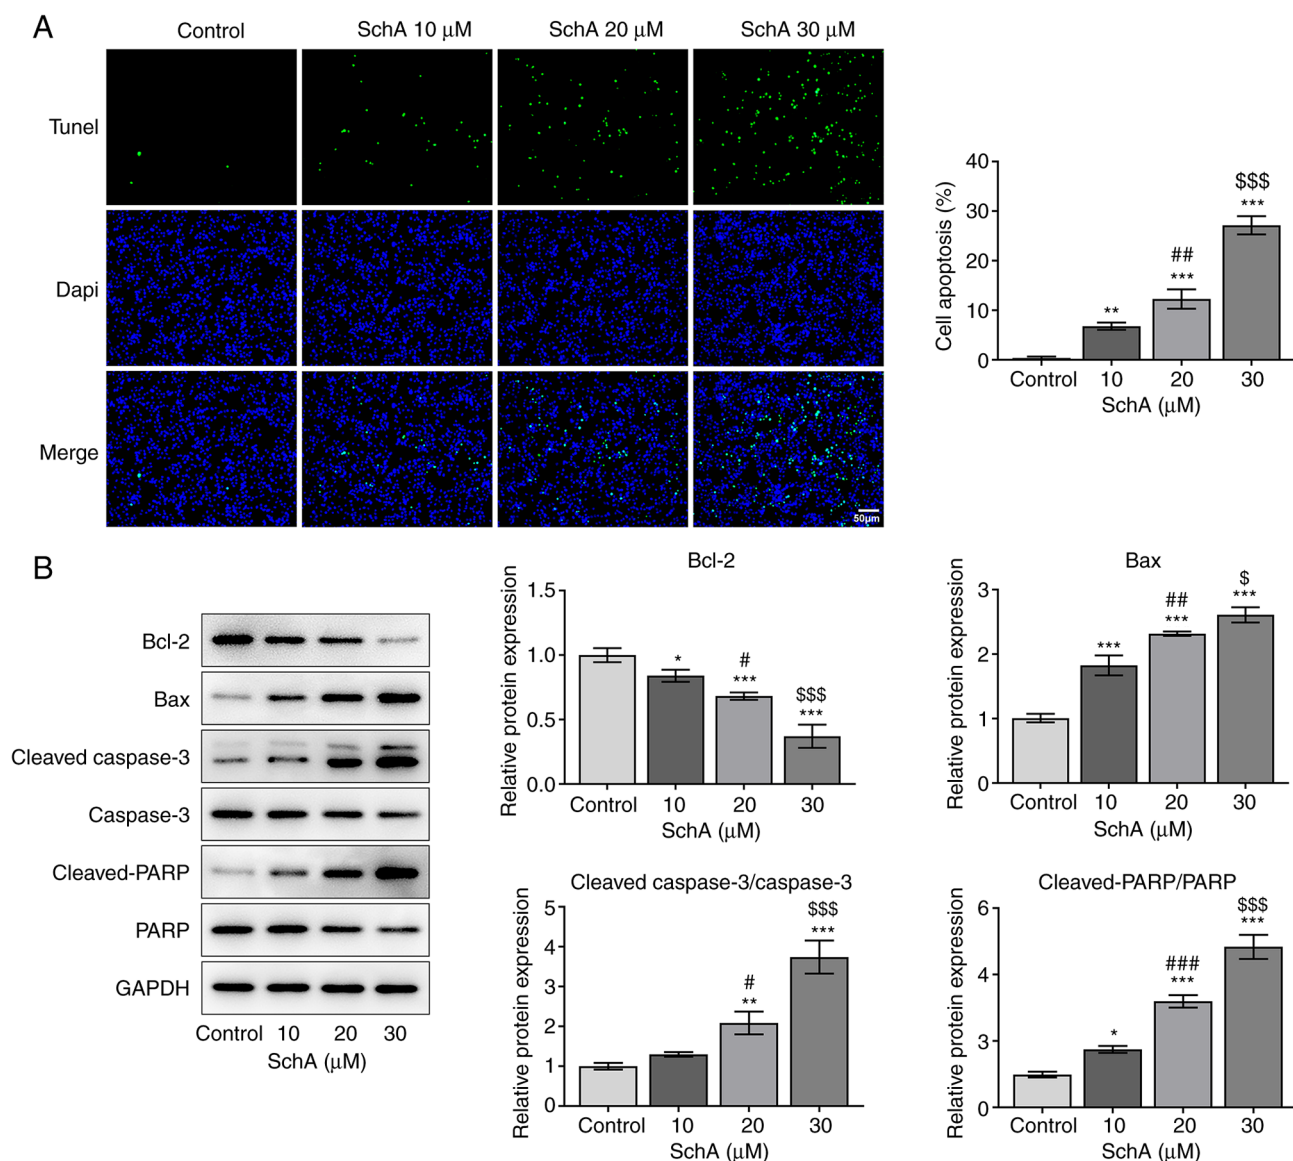 A
Control
SchA 10 μM
SchA 20 μM
SchA 30 μM
Tunel
Dapi
Merge
50μm
Cell apoptosis (%)
40
30
20
10
0
**
##
***
$$$
***
Control
10
20
30
SchA (μM)
B
Bcl-2
Bax
Cleaved caspase-3
Caspase-3
Cleaved-PARP
PARP
GAPDH
Control
10
20
30
SchA (μM)
Bcl-2
Relative protein expression
1.5
1.0
0.5
0.0
*
#
***
$$$
***
Control
10
20
30
SchA (μM)
Bax
Relative protein expression
3
2
1
0
***
##
***
$
***
Control
10
20
30
SchA (μM)
Cleaved caspase-3/caspase-3
Relative protein expression
5
4
3
2
1
0
#
**
$$$
***
Control
10
20
30
SchA (μM)
Cleaved-PARP/PARP
Relative protein expression
6
4
3
0
*
###
***
$$$
***
Control
10
20
30
SchA (μM)